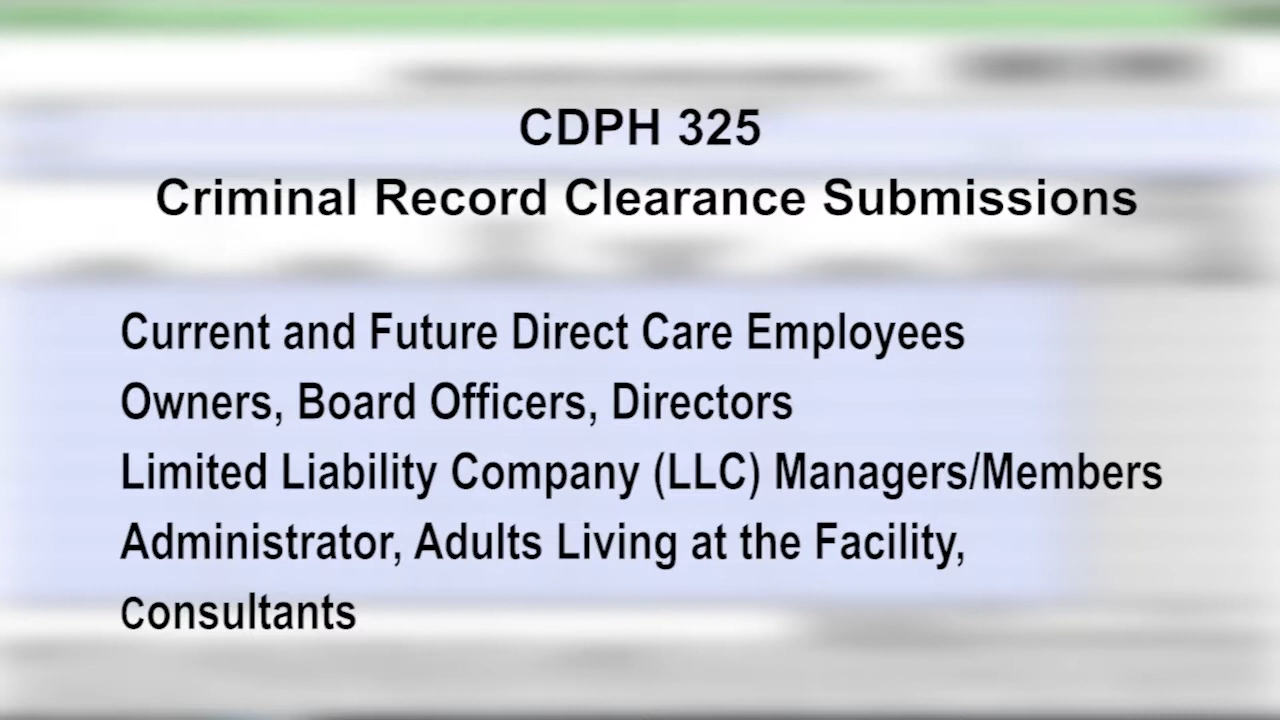 CDPH 325
Criminal Record Clearance Submissions
Current and Future Direct Care Employees
Owners, Board Officers, Directors
Limited Liability Company (LLC) Managers/Members
Administrator, Adults Living at the Facility,
Consultants